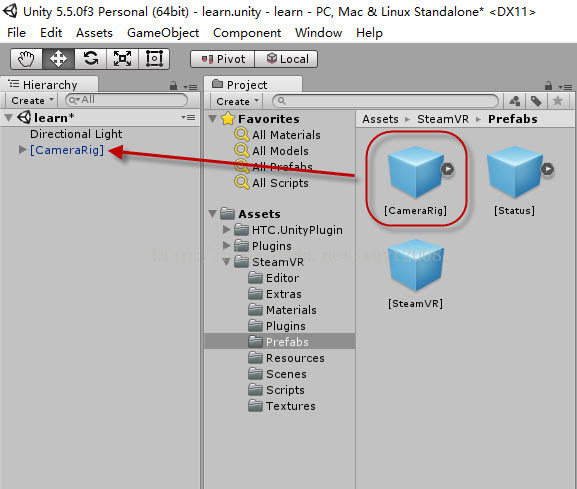 Unity 5.5.0f3 Personal (64bit) - learn.unity - learn - PC, Mac & Linux Standalone* <DX11>
File Edit Assets GameObject Component Window Help
Pivot Local
Hierarchy
Create All
learn*
Directional Light
[CameraRig]
Project
Create
Favorites
All Materials
All Models
All Prefabs
All Scripts
Assets
HTC.UnityPlugin
Plugins
SteamVR
Editor
Extras
Materials
Plugins
Prefabs
Resources
Scenes
Scripts
Textures
Assets SteamVR Prefabs
[CameraRig] [Status]
[SteamVR]